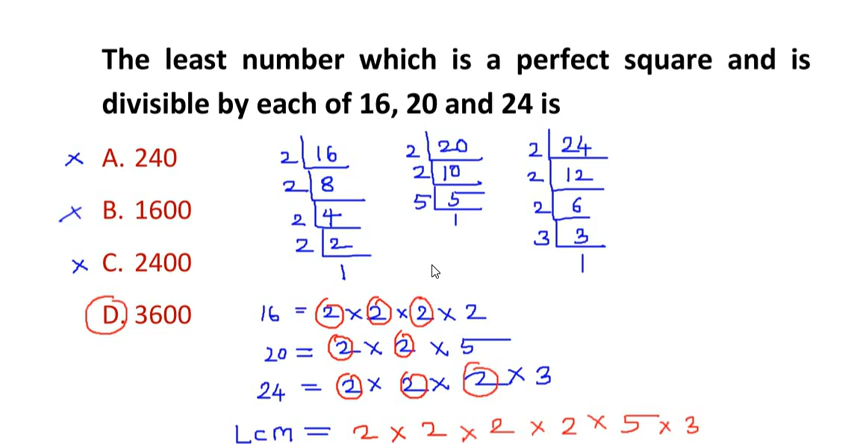 The least number which is a perfect square and is
divisible by each of 16, 20 and 24 is
x A. 240
x B. 1600
x C. 2400
D. 3600
2 16
2 8
2 4
2 2
1
2 20
2 10
5 5
1
2 24
2 12
2 6
3 3
1
16 = 2 × 2 × 2 × 2
20 = 2 × 2 × 5
24 = 2 × 2 × 2 × 3
Lcm = 2 × 2 × 2 × 2 × 5 × 3